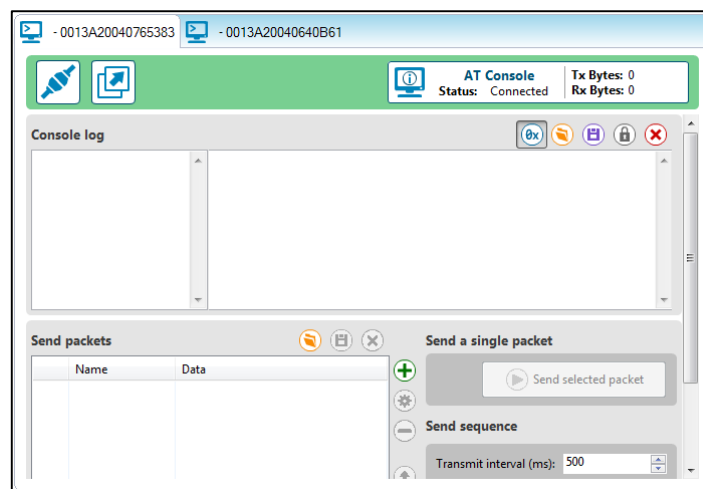 - 0013A20040765383
- 0013A20040640B61
AT Console
Status: Connected
Tx Bytes: 0
Rx Bytes: 0
Console log
0x
Send packets
Name Data
Send a single packet
Send selected packet
Send sequence
Transmit interval (ms): 500